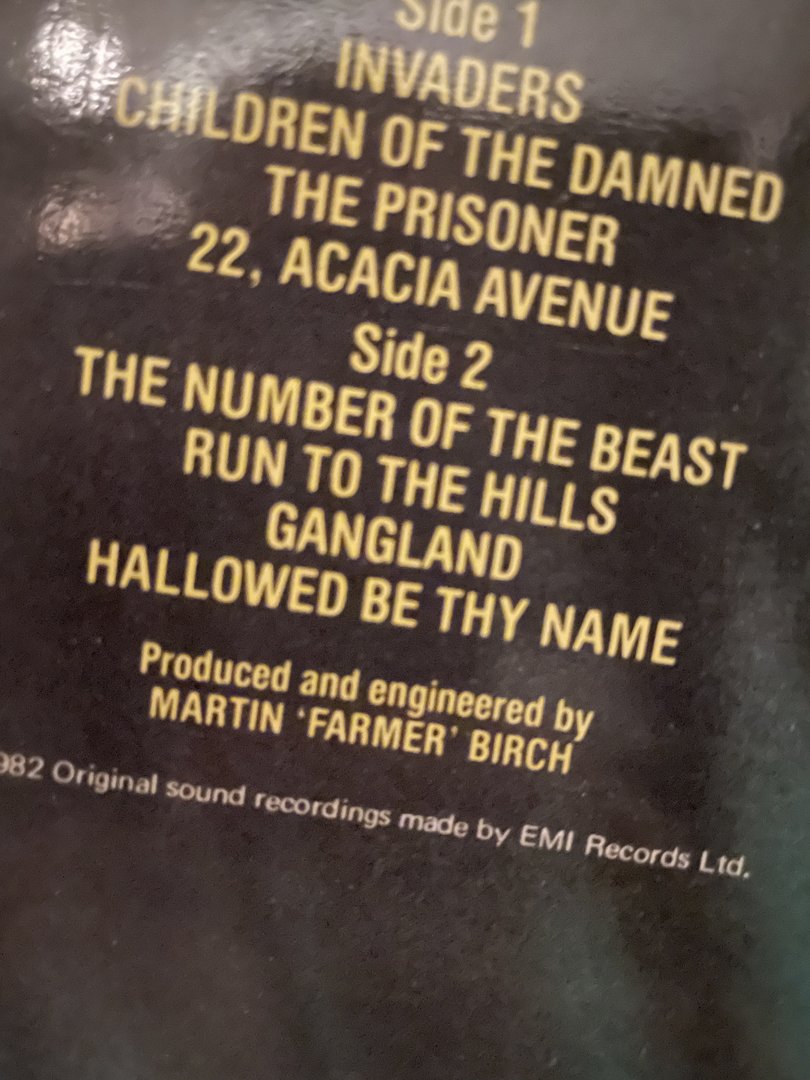 Side 1
INVADERS
CHILDREN OF THE DAMNED
THE PRISONER
22, ACACIA AVENUE
Side 2
THE NUMBER OF THE BEAST
RUN TO THE HILLS
GANGLAND
HALLOWED BE THY NAME
Produced and engineered by
MARTIN ‘FARMER’ BIRCH
982 Original sound recordings made by EMI Records Ltd.